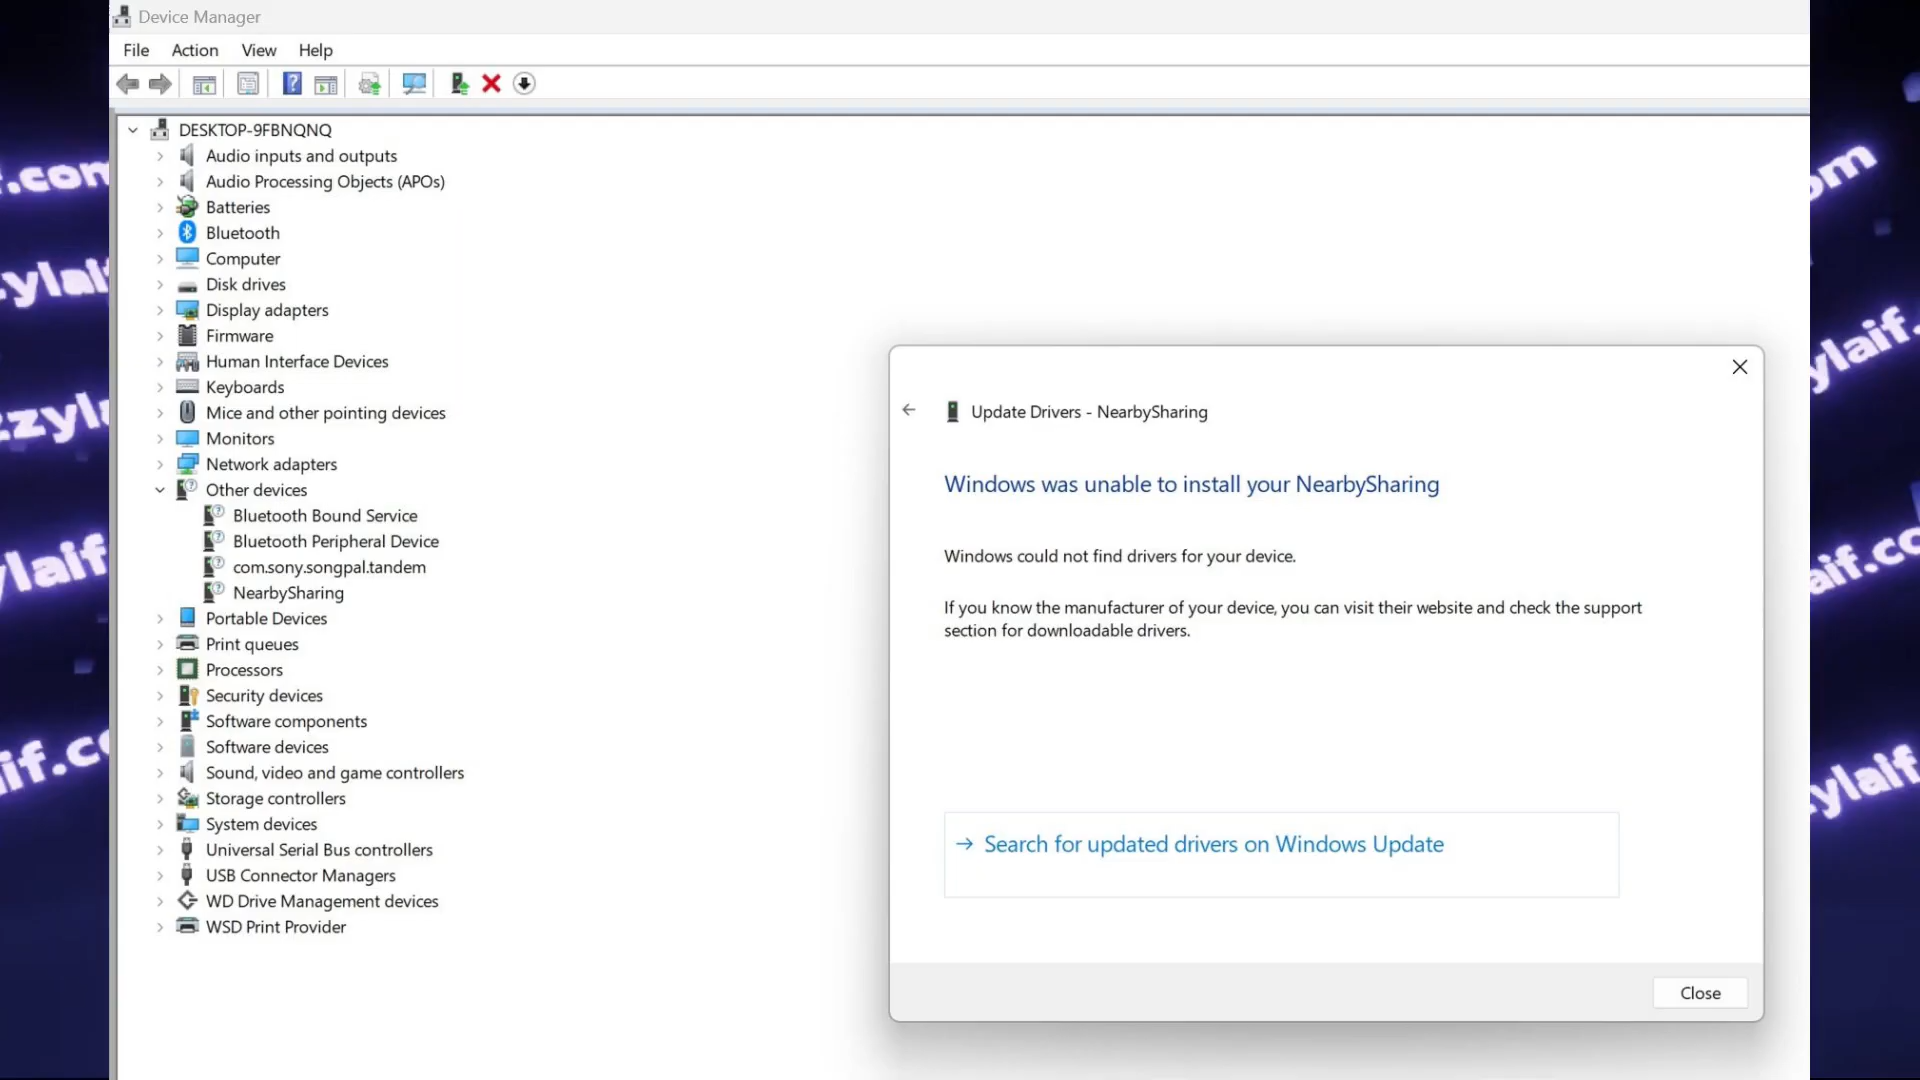 Device Manager
File Action View Help
DESKTOP-9FBNQNQ
Audio inputs and outputs
Audio Processing Objects (APOs)
Batteries
Bluetooth
Computer
Disk drives
Display adapters
Firmware
Human Interface Devices
Keyboards
Mice and other pointing devices
Monitors
Network adapters
Other devices
Bluetooth Bound Service
Bluetooth Peripheral Device
com.sony.songpal.tandem
NearbySharing
Portable Devices
Print queues
Processors
Security devices
Software components
Software devices
Sound, video and game controllers
Storage controllers
System devices
Universal Serial Bus controllers
USB Connector Managers
WD Drive Management devices
WSD Print Provider
Update Drivers - NearbySharing
Windows was unable to install your NearbySharing
Windows could not find drivers for your device.
If you know the manufacturer of your device, you can visit their website and check the support
section for downloadable drivers.
Search for updated drivers on Windows Update
Close